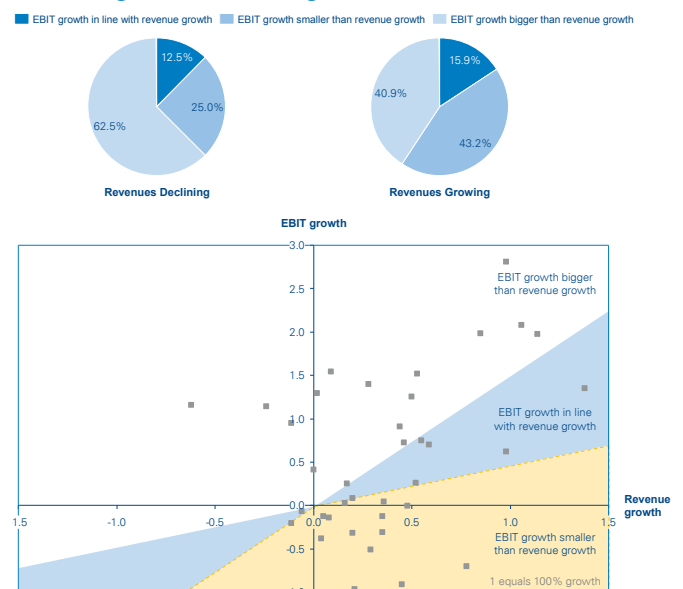 EBIT growth in line with revenue growth EBIT growth smaller than revenue growth EBIT growth bigger than revenue growth
12.5%
25.0%
62.5%
15.9%
40.9%
43.2%
Revenues Declining Revenues Growing
EBIT growth
3.0
2.5
2.0
1.5
1.0
0.5
0.0
-0.5
EBIT growth bigger
than revenue growth
EBIT growth in line
with revenue growth
Revenue
growth
1.5 -1.0 -0.5 0.0 0.5 1.0 1.5
EBIT growth smaller
than revenue growth
1 equals 100% growth